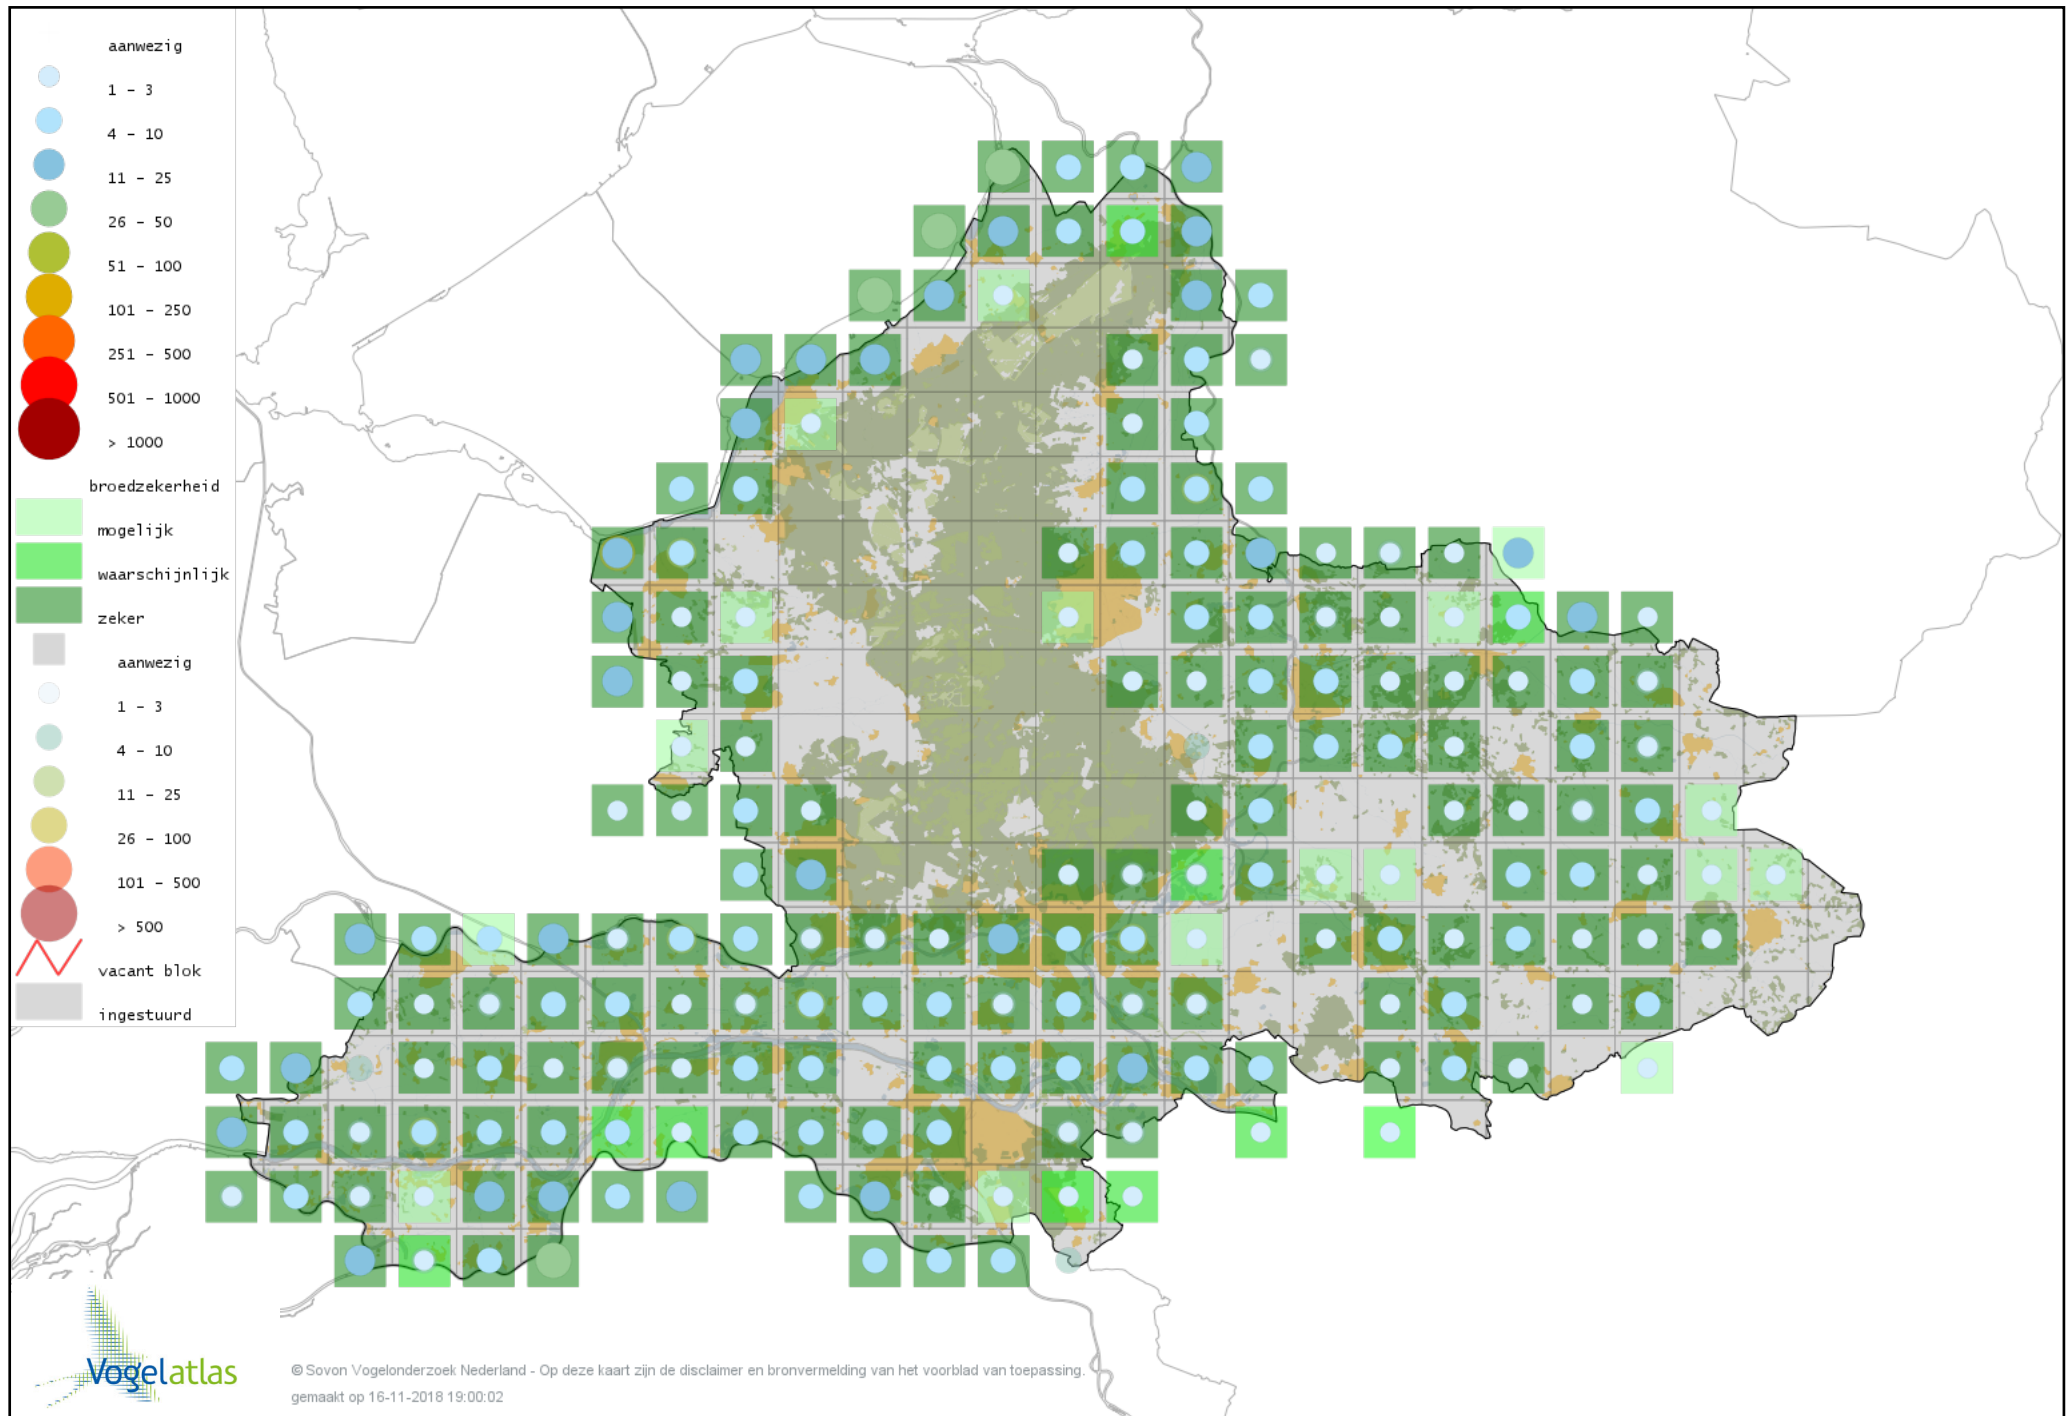 aanwezig
1 - 3
4 - 10
11 - 25
26 - 50
51 - 100
101 - 250
251 - 500
501 - 1000
> 1000
broedzekerheid
mogelijk
waarschijnlijk
zeker
aanwezig
1 - 3
4 - 10
11 - 25
26 - 100
101 - 500
> 500
vacant blok
ingestuurd
Vogelatlas
© Sovon Vogelonderzoek Nederland - Op deze kaart zijn de disclaimer en bronvermelding van het voorblad van toepassing.
gemaakt op 16-11-2018 19:00:02